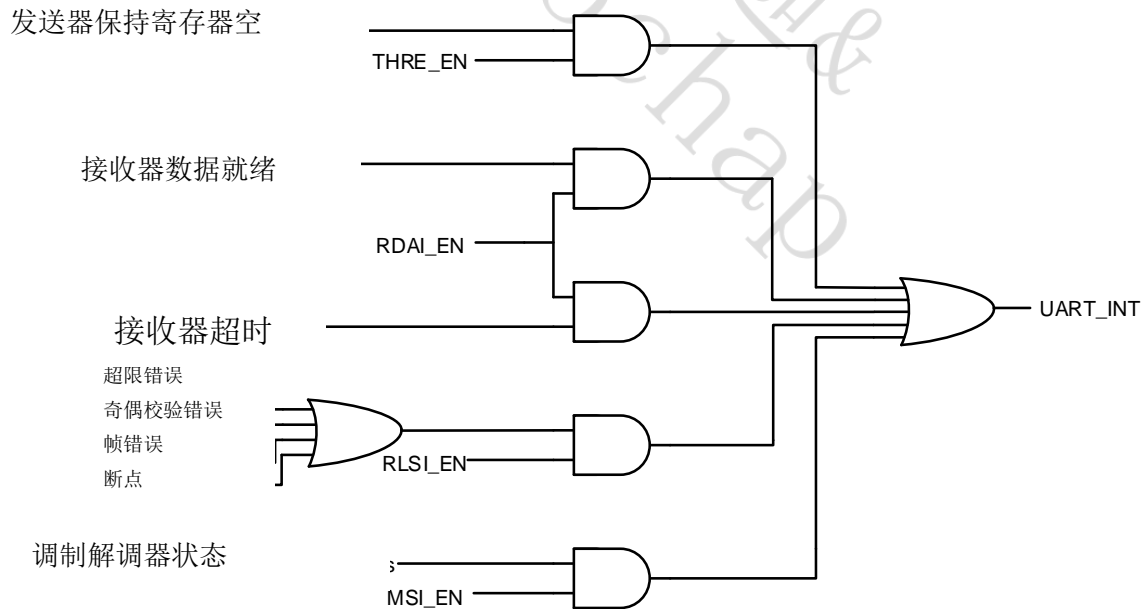 发送器保持寄存器空
THRE_EN
接收器数据就绪
RDAI_EN
接收器超时
UART_INT
超限错误
奇偶校验错误
帧错误
断点
RLSI_EN
调制解调器状态
s
MSI_EN
chap
&